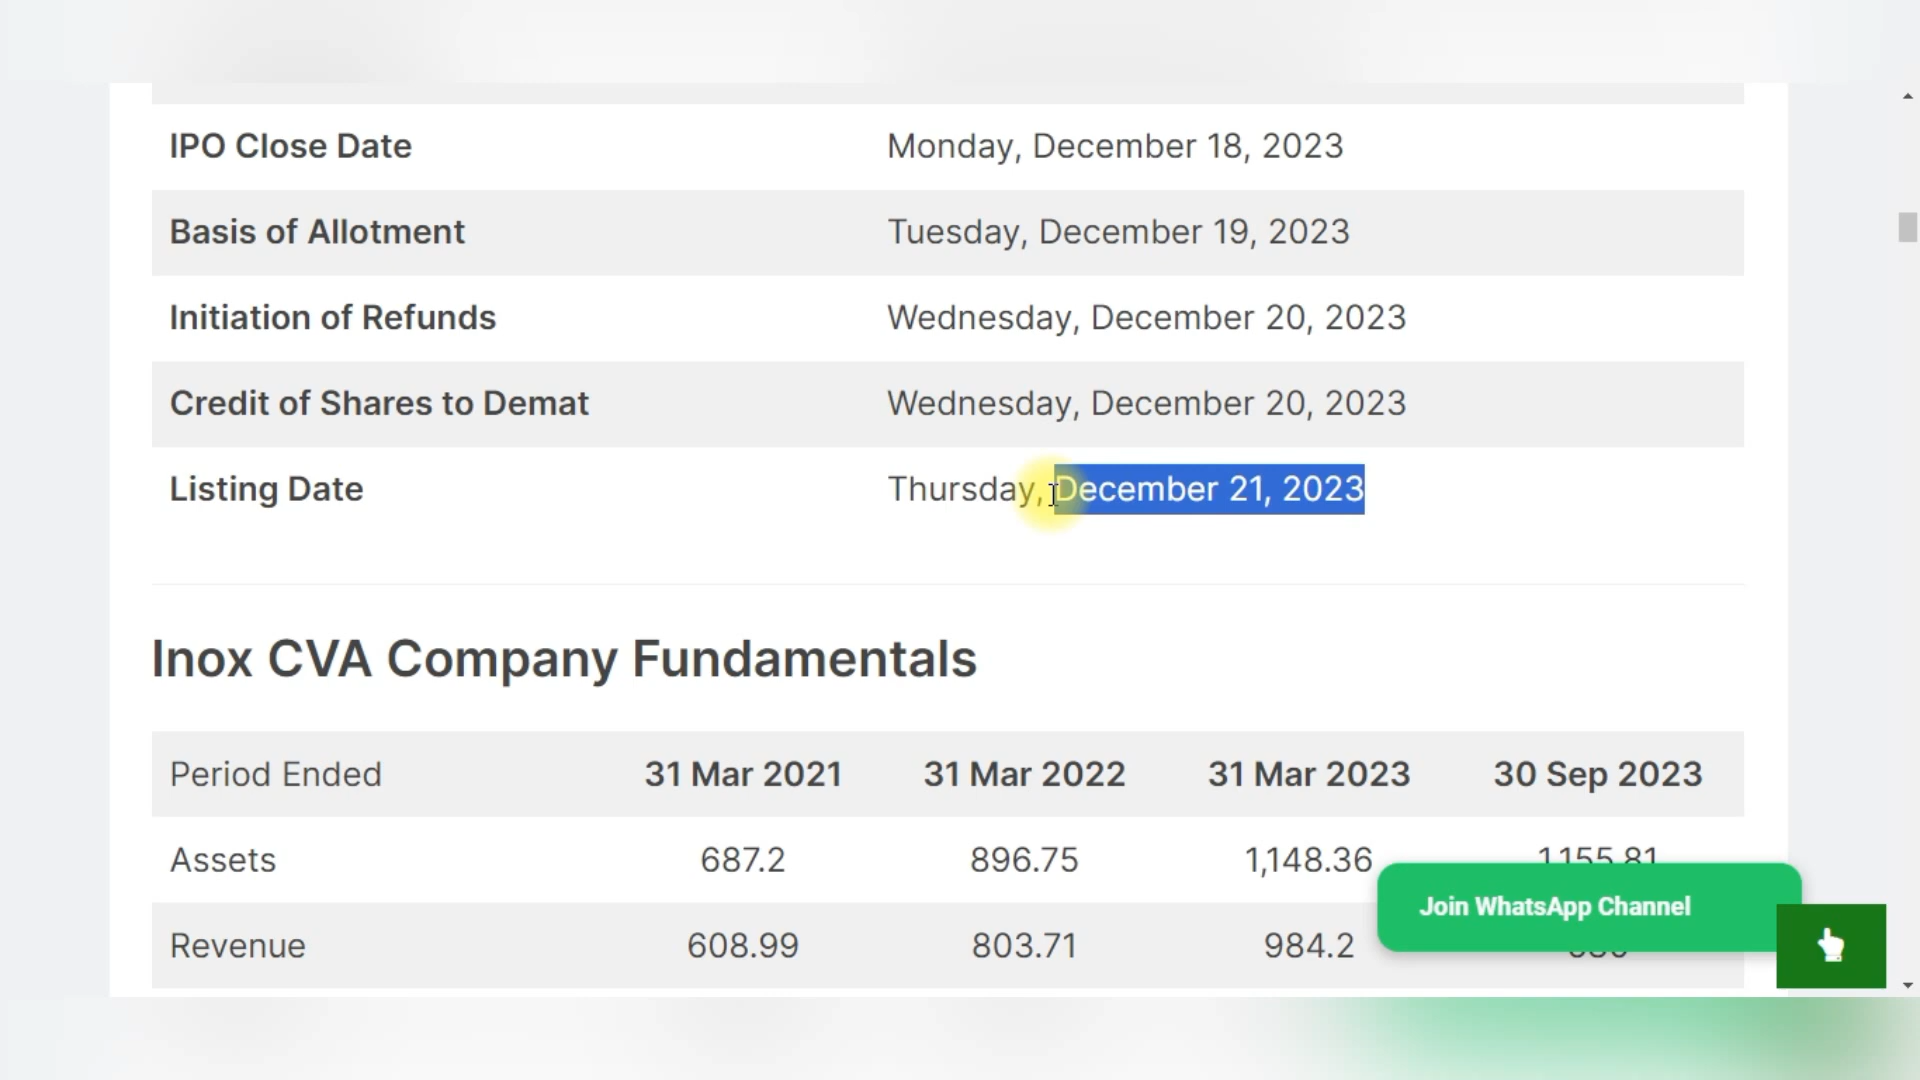 IPO Close Date Monday, December 18, 2023
Basis of Allotment Tuesday, December 19, 2023
Initiation of Refunds Wednesday, December 20, 2023
Credit of Shares to Demat Wednesday, December 20, 2023
Listing Date Thursday, December 21, 2023
Inox CVA Company Fundamentals
Period Ended 31 Mar 2021 31 Mar 2022 31 Mar 2023 30 Sep 2023
Assets 687.2 896.75 1,148.36 1155.81
Join WhatsApp Channel
Revenue 608.99 803.71 984.2